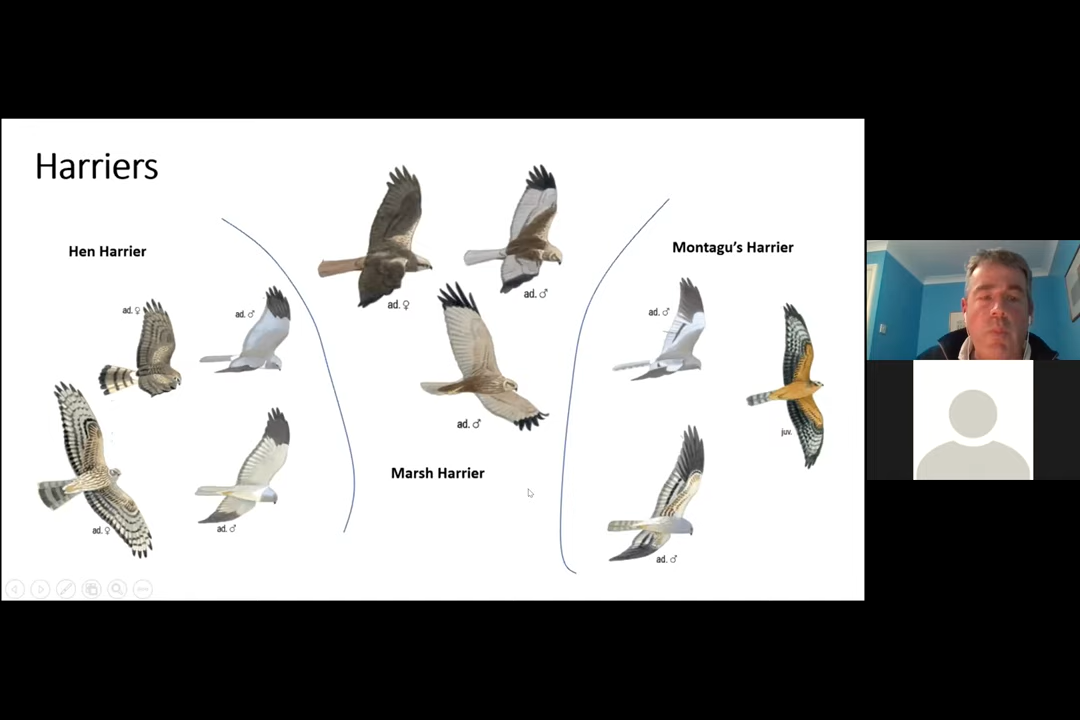 Harriers
Hen Harrier
ad. ♀
ad. ♂
ad. ♀
ad. ♂
ad. ♀
ad. ♂
ad. ♂
Marsh Harrier
Montagu's Harrier
ad. ♂
juv.
ad. ♂